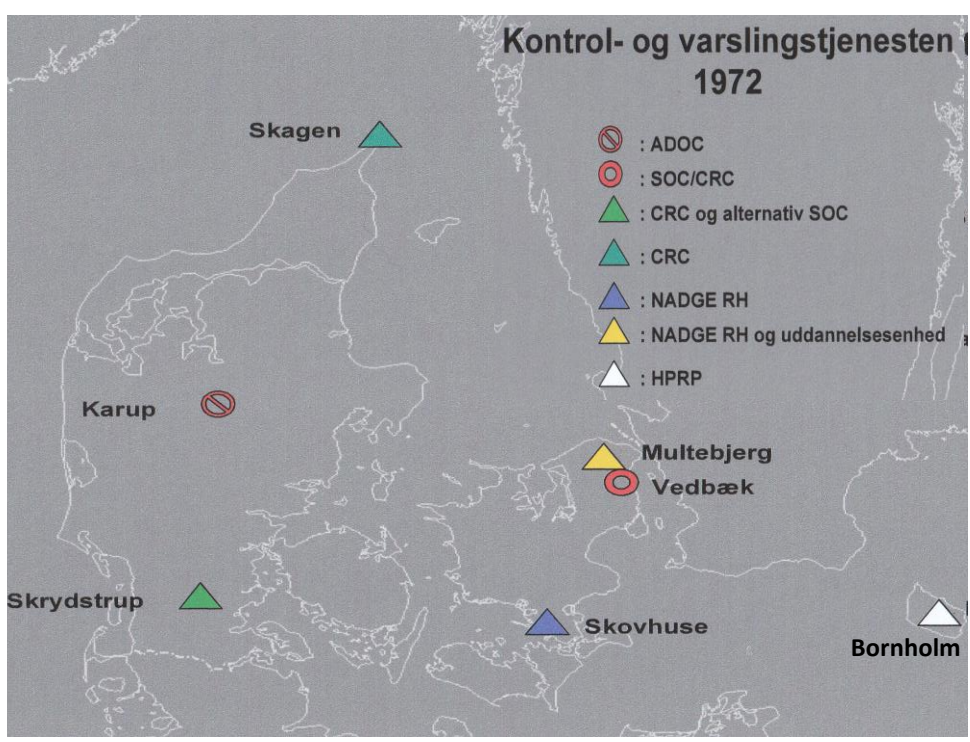 Kontrol- og varslingstjenesten
1972
Skagen
: ADOC
: SOC/CRC
: CRC og alternativ SOC
: CRC
: NADGE RH
: NADGE RH og uddannelsesenhed
: HPRP
Karup
Multebjerg
Vedbæk
Skrydstrup
Skovhuse
Bornholm